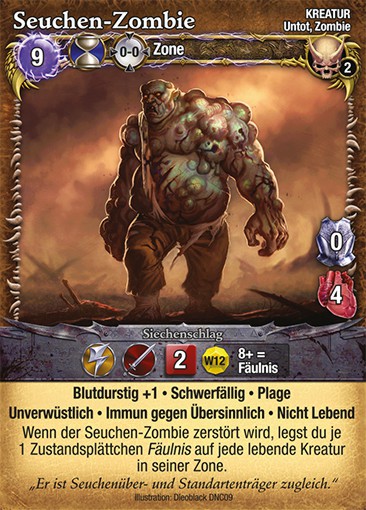 Seuchen-Zombie
KREATUR
Untot, Zombie
9
0-0
Zone
2
0
4
Siechenschlag
2
W12
8+ =
Fäulnis
Blutdurstig +1 • Schwerfällig • Plage
Unverwüstlich • Immun gegen Übersinnlich • Nicht Lebend
Wenn der Seuchen-Zombie zerstört wird, legst du je
1 Zustandsplättchen Fäulnis auf jede lebende Kreatur
in seiner Zone.
„Er ist Seuchenüber- und Standartenträger zugleich.“
Illustration: Dleoblack DNC09